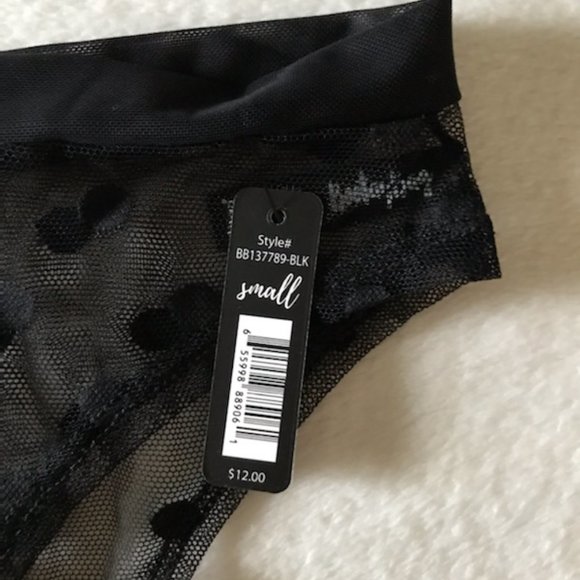 Style#
BB137789-BLK
small
6 55998 88906 1
$12.00